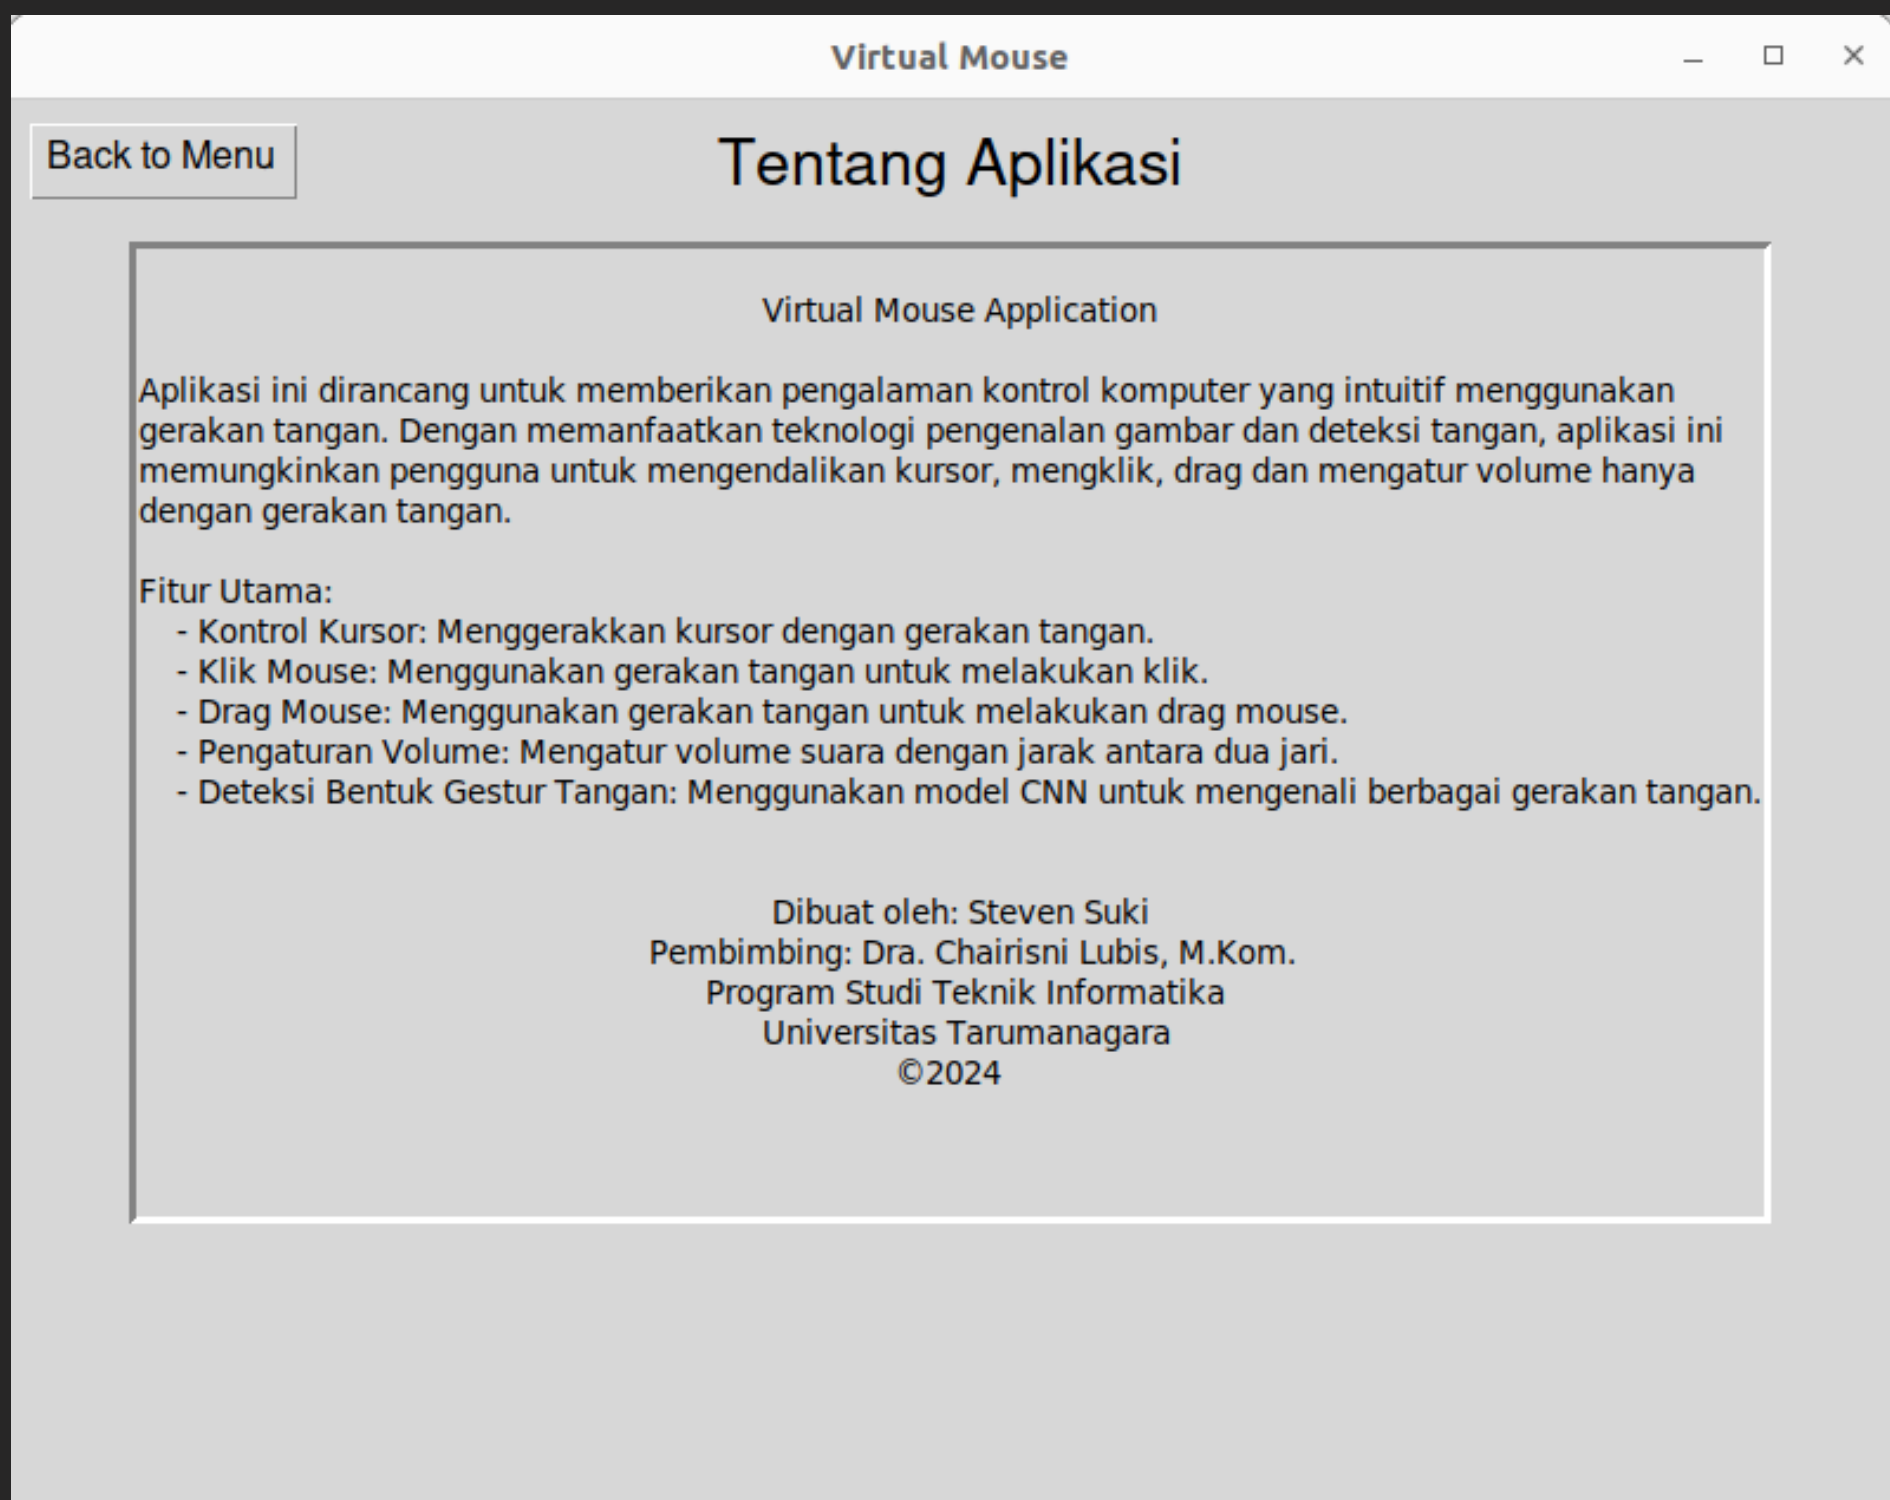 Virtual Mouse
Back to Menu
Tentang Aplikasi
Virtual Mouse Application
Aplikasi ini dirancang untuk memberikan pengalaman kontrol komputer yang intuitif menggunakan
gerakan tangan. Dengan memanfaatkan teknologi pengenalan gambar dan deteksi tangan, aplikasi ini
memungkinkan pengguna untuk mengendalikan kursor, mengklik, drag dan mengatur volume hanya
dengan gerakan tangan.
Fitur Utama:
- Kontrol Kursor: Menggerakkan kursor dengan gerakan tangan.
- Klik Mouse: Menggunakan gerakan tangan untuk melakukan klik.
- Drag Mouse: Menggunakan gerakan tangan untuk melakukan drag mouse.
- Pengaturan Volume: Mengatur volume suara dengan jarak antara dua jari.
- Deteksi Bentuk Gestur Tangan: Menggunakan model CNN untuk mengenali berbagai gerakan tangan.
Dibuat oleh: Steven Suki
Pembimbing: Dra. Chairisni Lubis, M.Kom.
Program Studi Teknik Informatika
Universitas Tarumanagara
©2024